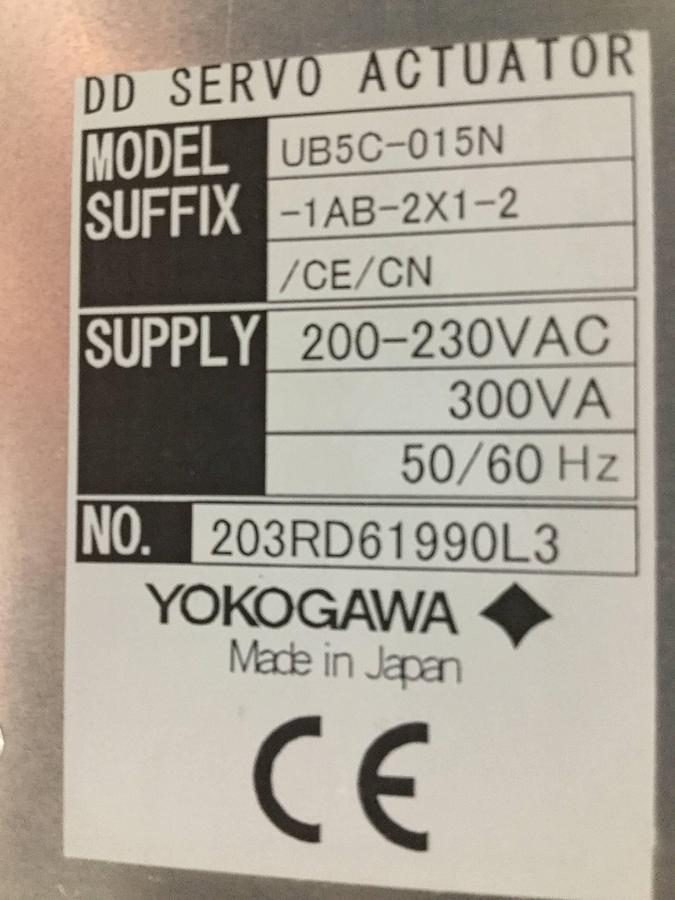 DD SERVO ACTUATOR
MODEL UB5C-015N
SUFFIX -1AB-2X1-2
/CE/CN
SUPPLY 200-230VAC
300VA
50/60 Hz
NO. 203RD61990L3
YOKOGAWA
Made in Japan
CE